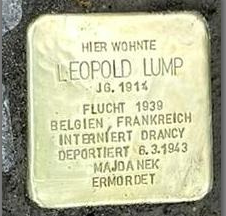 HIER WOHNTE
LEOPOLD LUMP
JG. 1914
FLUCHT 1939
BELGIEN, FRANKREICH
INTERNIERT DRANCY
DEPORTIERT 6.3.1943
MAJDANEK
ERMORDET